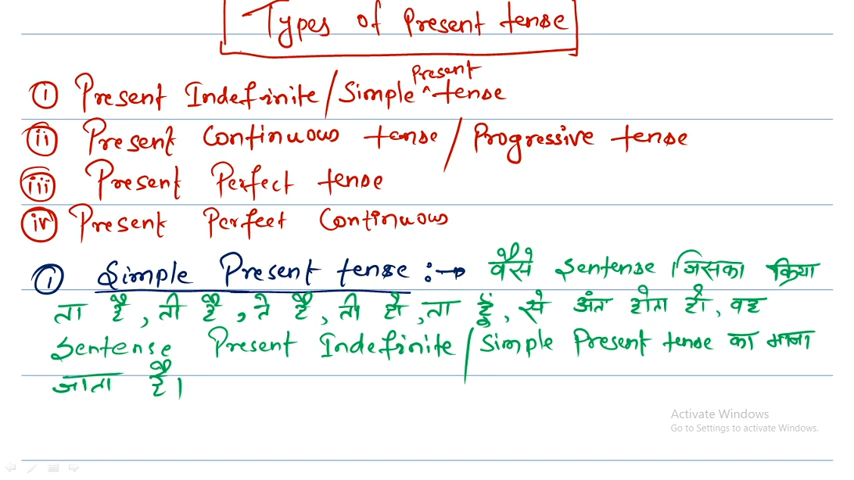 Types of Present tense
Present
(i) Present Indefinite/Simple ^ tense
(ii) Present Continuous tense / Progressive tense
(iii) Present Perfect tense
(iv) Present Perfect Continuous
(i) Simple Present tense :→ वैसे Sentense जिसका क्रिया
ता है, ती है, ते है, ती हो, ता हूँ, से अंत होता हो, वह
Sentense Present Indefinite/Simple Present tense का माना
जाता है।
Activate Windows
Go to Settings to activate Windows.